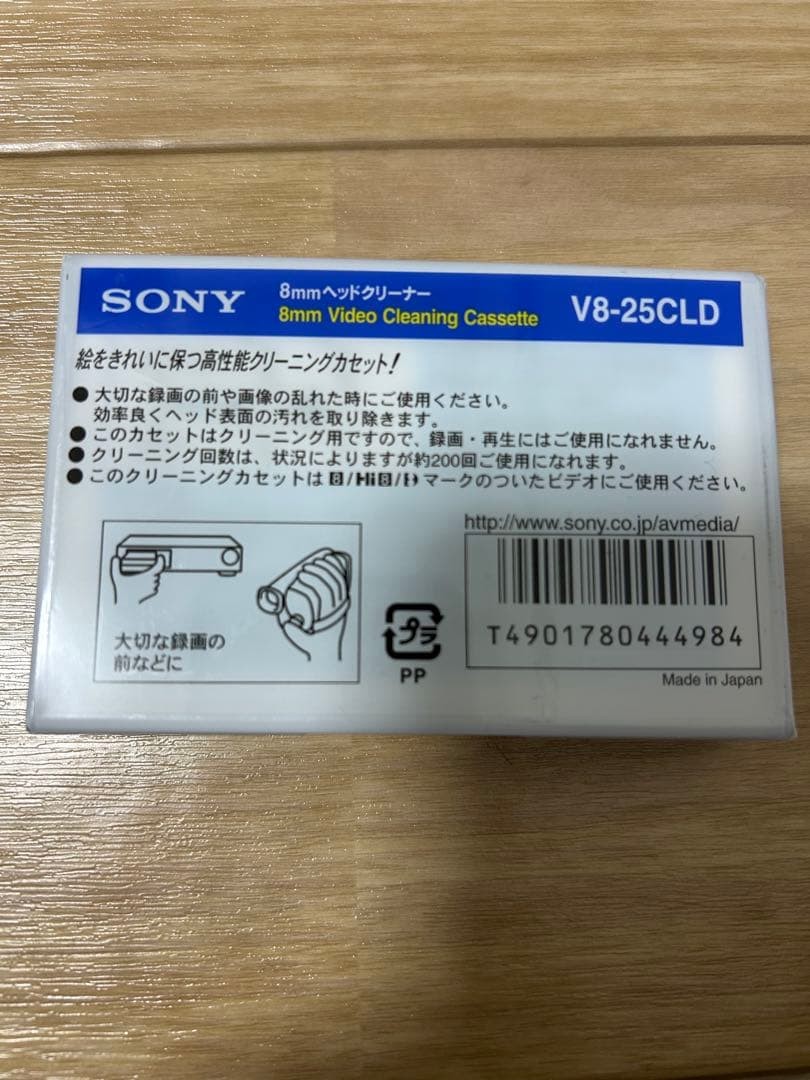 SONY
8mmヘッドクリーナー
8mm Video Cleaning Cassette
V8-25CLD
絵をきれいに保つ高性能クリーニングカセット!
● 大切な録画の前や画像の乱れた時にご使用ください。
効率良くヘッド表面の汚れを取り除きます。
● このカセットはクリーニング用ですので、録画・再生にはご使用になれません。
● クリーニング回数は、状況によりますが約200回ご使用になれます。
● このクリーニングカセットは 8/Hi8/D マークのついたビデオにご使用ください。
大切な録画の
前などに
プラ
PP
http://www.sony.co.jp/avmedia/
T4901780444984
Made in Japan